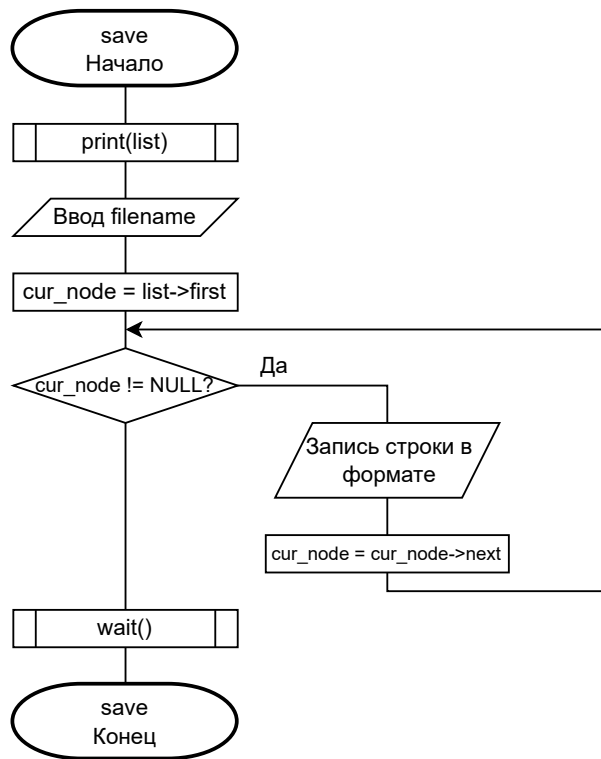 save
Начало
print(list)
Ввод filename
cur_node = list->first
cur_node != NULL?
Да
Запись строки в
формате
cur_node = cur_node->next
wait()
save
Конец